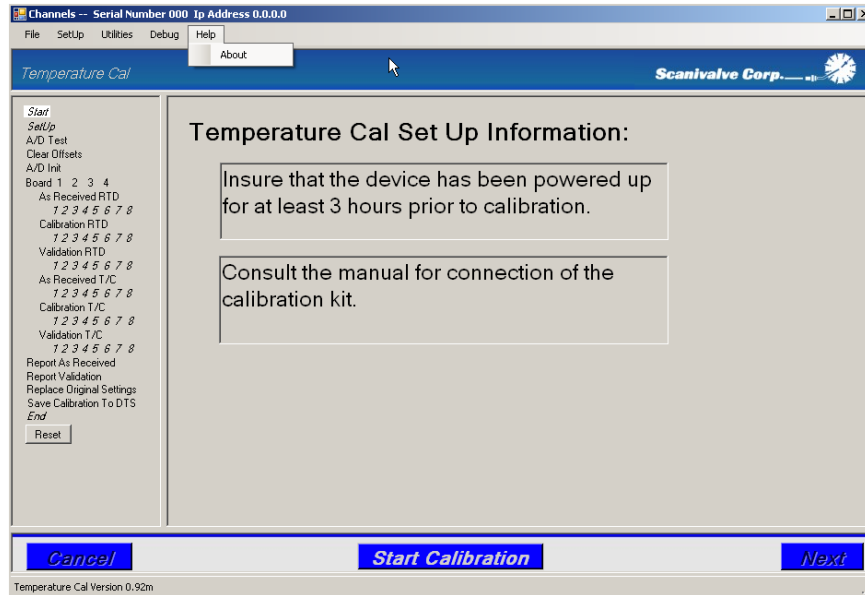 Channels -- Serial Number 000 Ip Address 0.0.0.0
File SetUp Utilities Debug Help
About
Temperature Cal
Scanivalve Corp.
Start
SetUp
A/D Test
Clear Offsets
A/D Init
Board 1 2 3 4
As Received RTD
1 2 3 4 5 6 7 8
Calibration RTD
1 2 3 4 5 6 7 8
Validation RTD
1 2 3 4 5 6 7 8
As Received T/C
1 2 3 4 5 6 7 8
Calibration T/C
1 2 3 4 5 6 7 8
Validation T/C
1 2 3 4 5 6 7 8
Report As Received
Report Validation
Replace Original Settings
Save Calibration To DTS
End
Reset
Temperature Cal Set Up Information:
Insure that the device has been powered up
for at least 3 hours prior to calibration.
Consult the manual for connection of the
calibration kit.
Cancel
Start Calibration
Next
Temperature Cal Version 0.92m